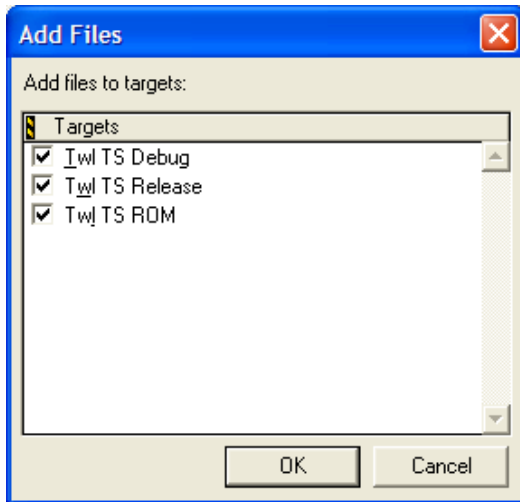 Add Files
Add files to targets:
Targets
Twl TS Debug
Twl TS Release
Twl TS ROM
OK
Cancel